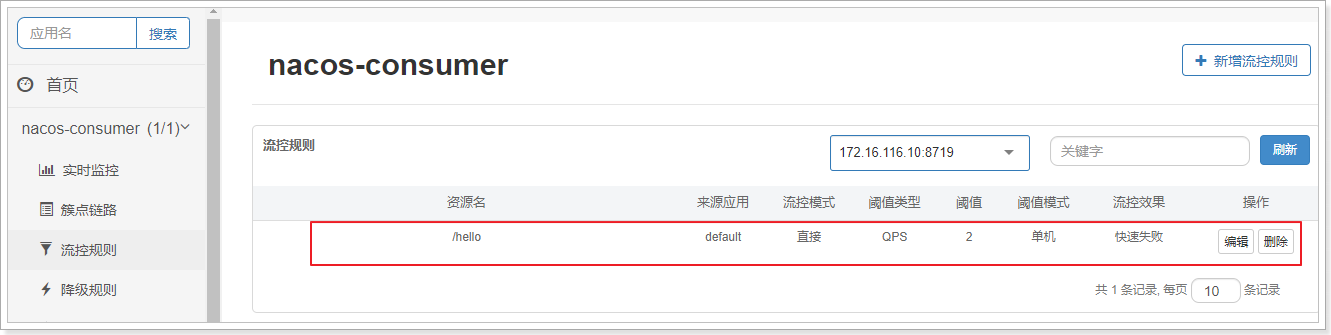 应用名 搜索
首页
nacos-consumer (1/1)
实时监控
簇点链路
流控规则
降级规则
nacos-consumer
新增流控规则
流控规则 172.16.116.10:8719 关键字 刷新
资源名 来源应用 流控模式 阈值类型 阈值 阈值模式 流控效果 操作
/hello default 直接 QPS 2 单机 快速失败 编辑 删除
共 1 条记录, 每页 10 条记录